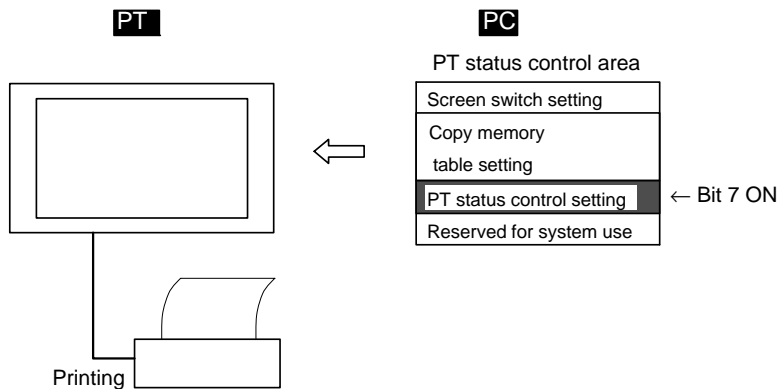 PT
PC
PT status control area
Screen switch setting
Copy memory
table setting
PT status control setting
← Bit 7 ON
Reserved for system use
Printing